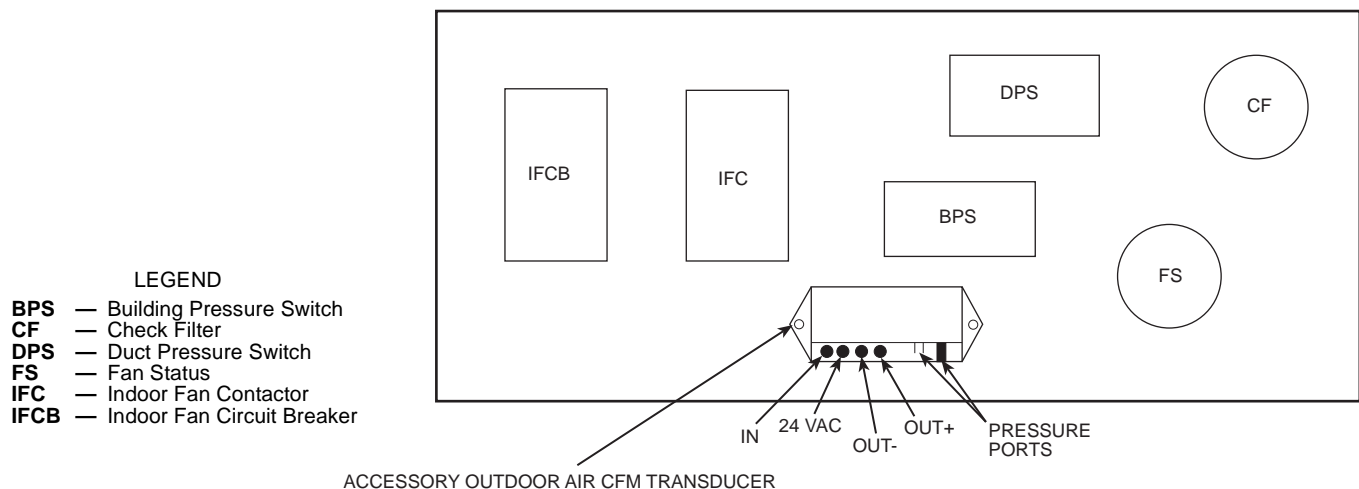 DPS
CF
IFCB
IFC
BPS
FS
LEGEND
BPS — Building Pressure Switch
CF — Check Filter
DPS — Duct Pressure Switch
FS — Fan Status
IFC — Indoor Fan Contactor
IFCB — Indoor Fan Circuit Breaker
IN
24 VAC
OUT-
OUT+
PRESSURE
PORTS
ACCESSORY OUTDOOR AIR CFM TRANSDUCER